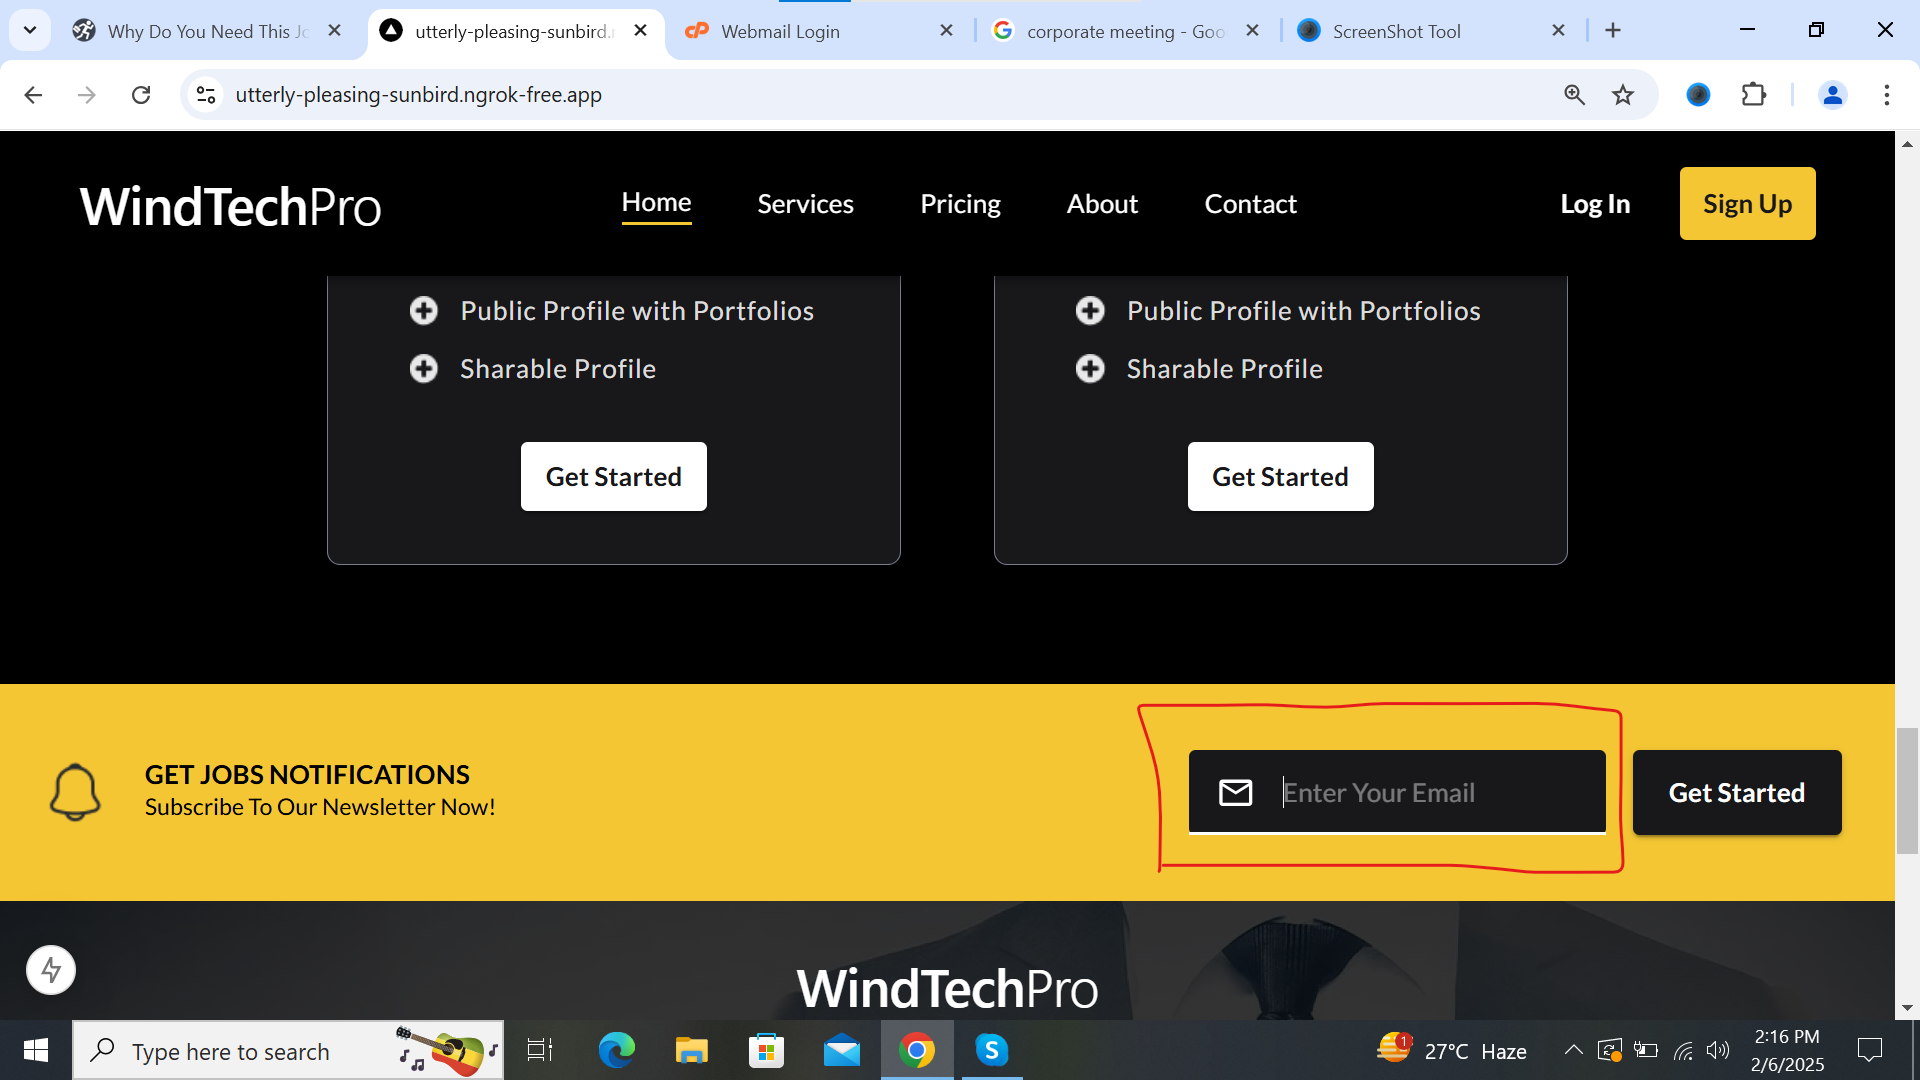 Why Do You Need This Jo
utterly-pleasing-sunbird.n
Webmail Login
corporate meeting - Goo
ScreenShot Tool
utterly-pleasing-sunbird.ngrok-free.app
WindTechPro
Home
Services
Pricing
About
Contact
Log In
Sign Up
Public Profile with Portfolios
Sharable Profile
Get Started
Public Profile with Portfolios
Sharable Profile
Get Started
GET JOBS NOTIFICATIONS
Subscribe To Our Newsletter Now!
Enter Your Email
Get Started
WindTechPro
Type here to search
1
27°C Haze
2:16 PM
2/6/2025